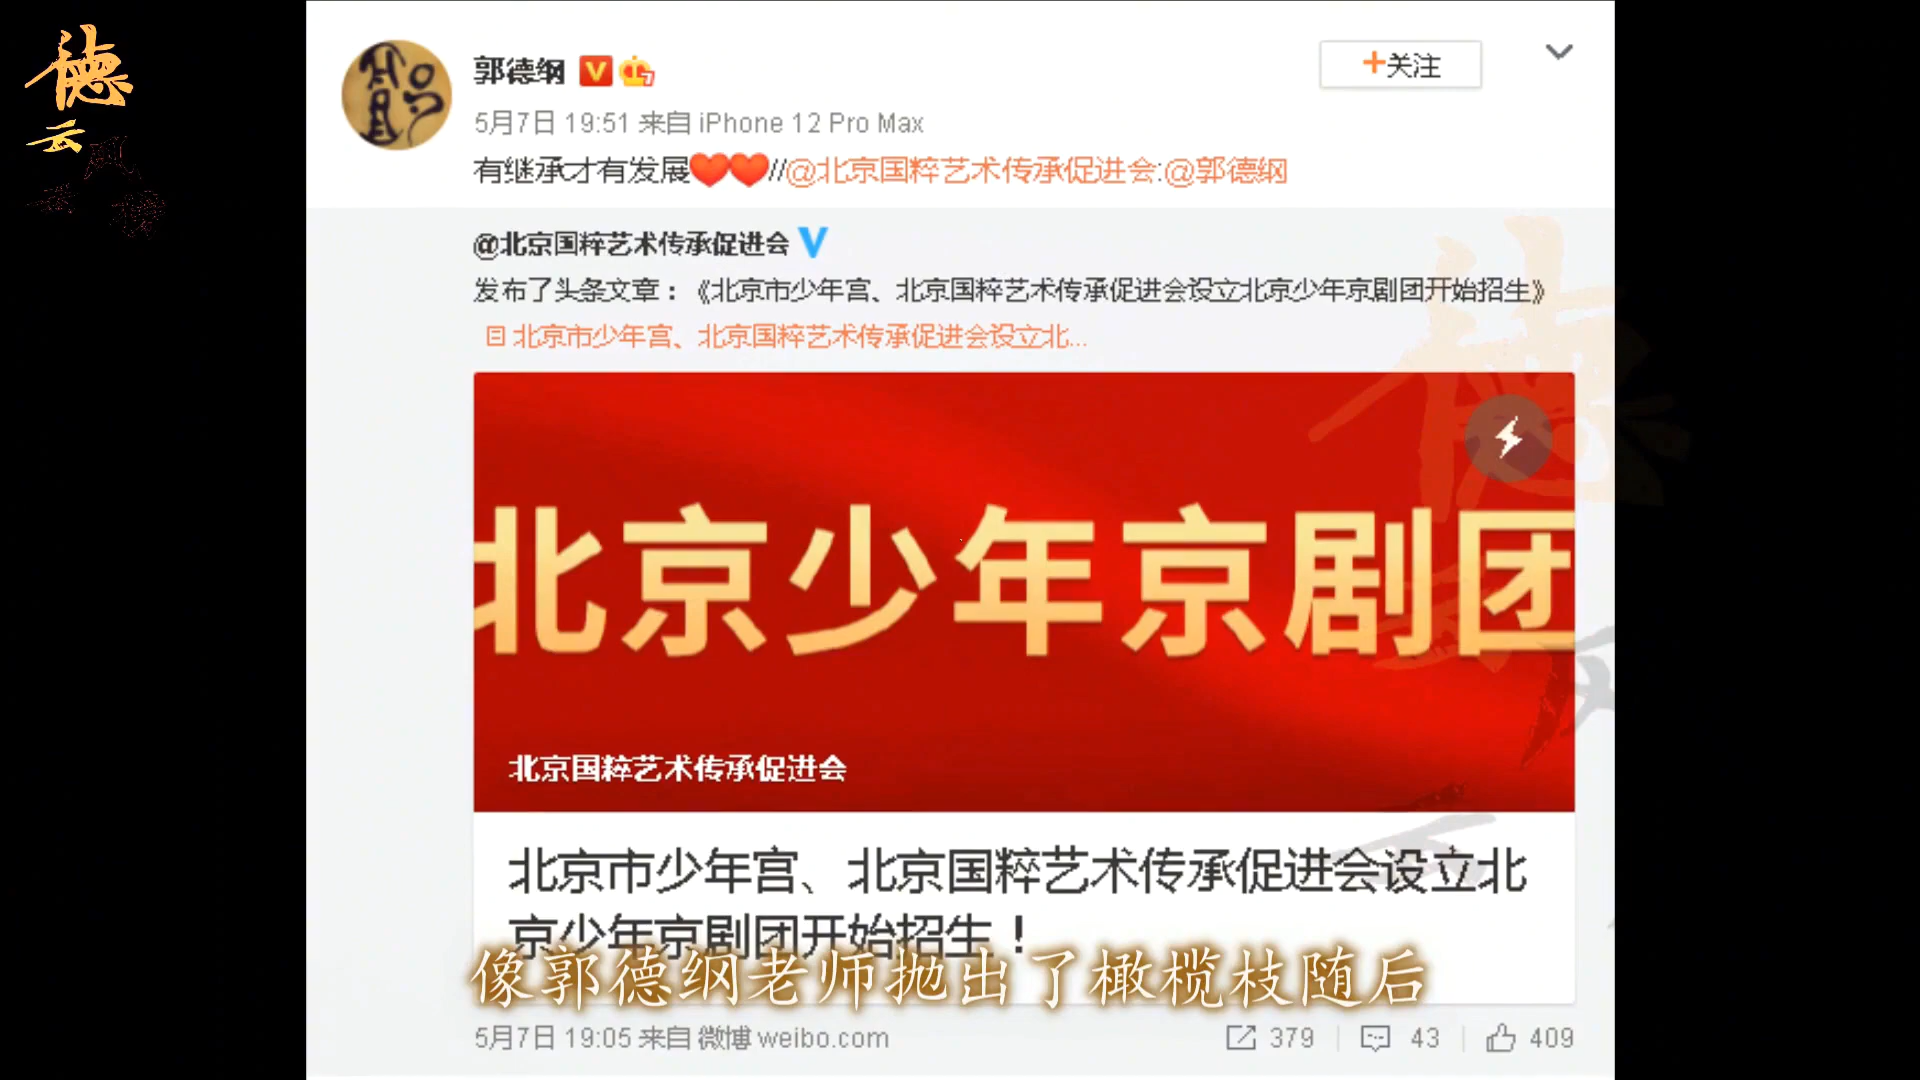 德
云
风
云
榜
郭德纲
+关注
5月7日 19:51 来自 iPhone 12 Pro Max
有继承才有发展❤❤//@北京国粹艺术传承促进会:@郭德纲
@北京国粹艺术传承促进会
发布了头条文章：《北京市少年宫、北京国粹艺术传承促进会设立北京少年京剧团开始招生》
北京市少年宫、北京国粹艺术传承促进会设立北...
北京少年京剧团
北京国粹艺术传承促进会
北京市少年宫、北京国粹艺术传承促进会设立北
京少年京剧团开始招生！
像郭德纲老师抛出了橄榄枝随后
5月7日 19:05 来自 微博 weibo.com
379
43
409